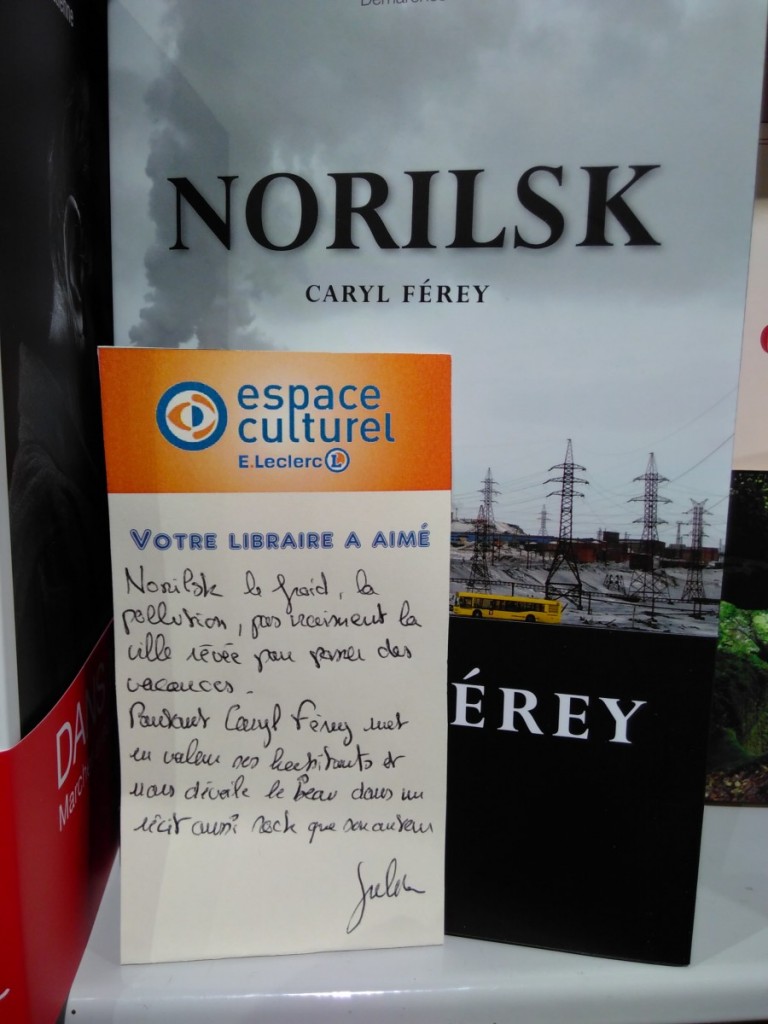 NORILSK
CARYL FÉREY
espace
culturel
E.Leclerc L
VOTRE LIBRAIRE A AIMÉ
Norilsk le froid, la
pollution, pas vraiment la
ville rêvée pour passer des
vacances.
Pourtant Caryl Férey met
en valeur ses habitants et
nous dévoile le beau dans un
récit aussi rock que son auteur
ÉREY
DANS
March